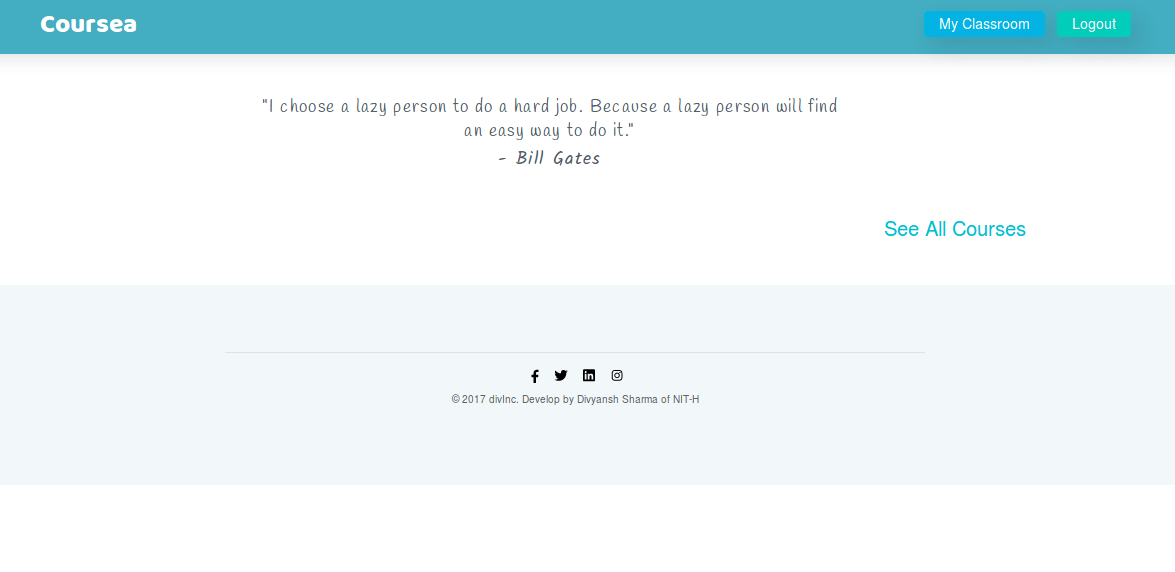 Coursea
My Classroom
Logout
"I choose a lazy person to do a hard job. Because a lazy person will find
an easy way to do it."
- Bill Gates
See All Courses
© 2017 divInc. Develop by Divyansh Sharma of NIT-H